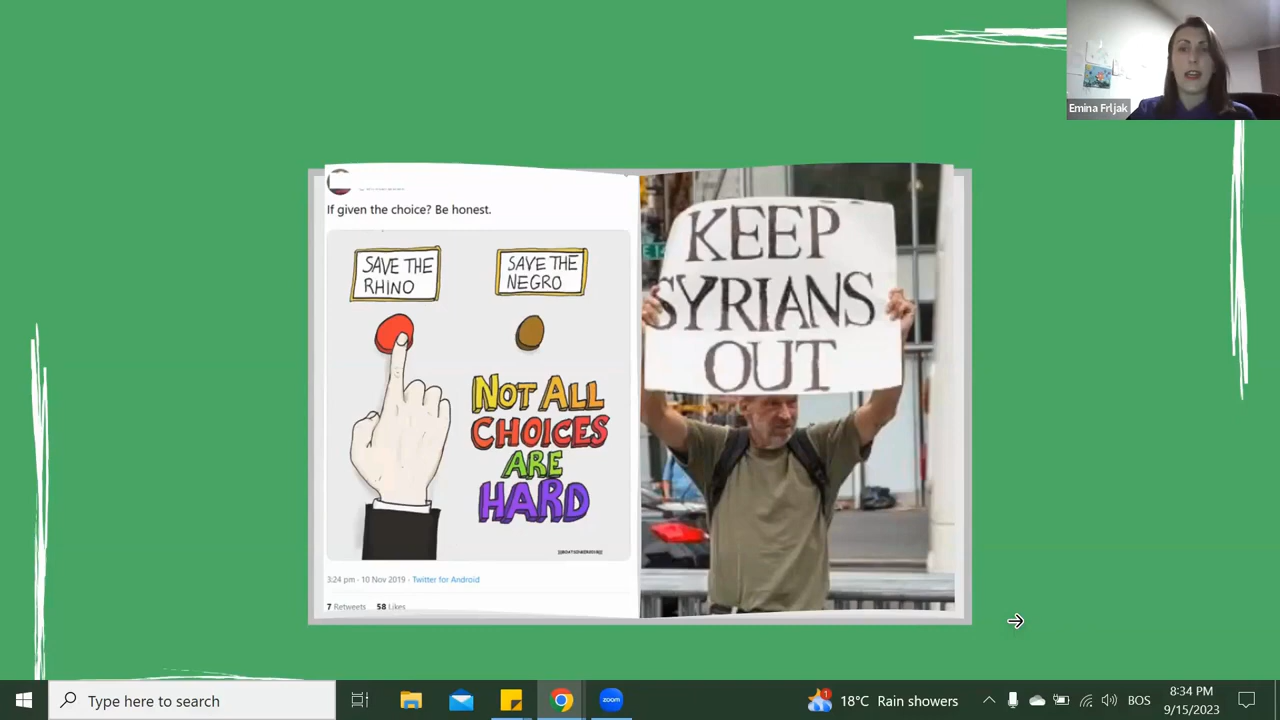 Emina Frljak
If given the choice? Be honest.
SAVE THE
RHINO
SAVE THE
NEGRO
NOT ALL
CHOICES
ARE
HARD
3:24 pm · 10 Nov 2019 · Twitter for Android
7 Retweets 58 Likes
KEEP
SYRIANS
OUT
Type here to search
zoom
1
18°C Rain showers
BOS
8:34 PM
9/15/2023